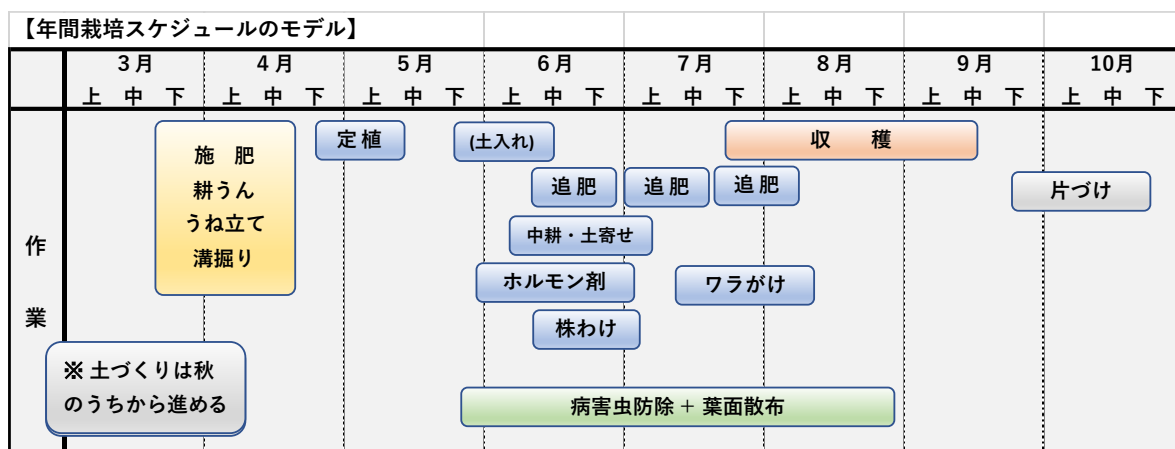 【年間栽培スケジュールのモデル】
3月 4月 5月 6月 7月 8月 9月 10月
上 中 下 上 中 下 上 中 下 上 中 下 上 中 下 上 中 下 上 中 下 上 中 下
作業
施 肥
耕うん
うね立て
溝掘り
定植
(土入れ)
収 穫
追肥
追肥
追肥
片づけ
中耕・土寄せ
ホルモン剤
ワラがけ
株わけ
※ 土づくりは秋
のうちから進める
病害虫防除 + 葉面散布